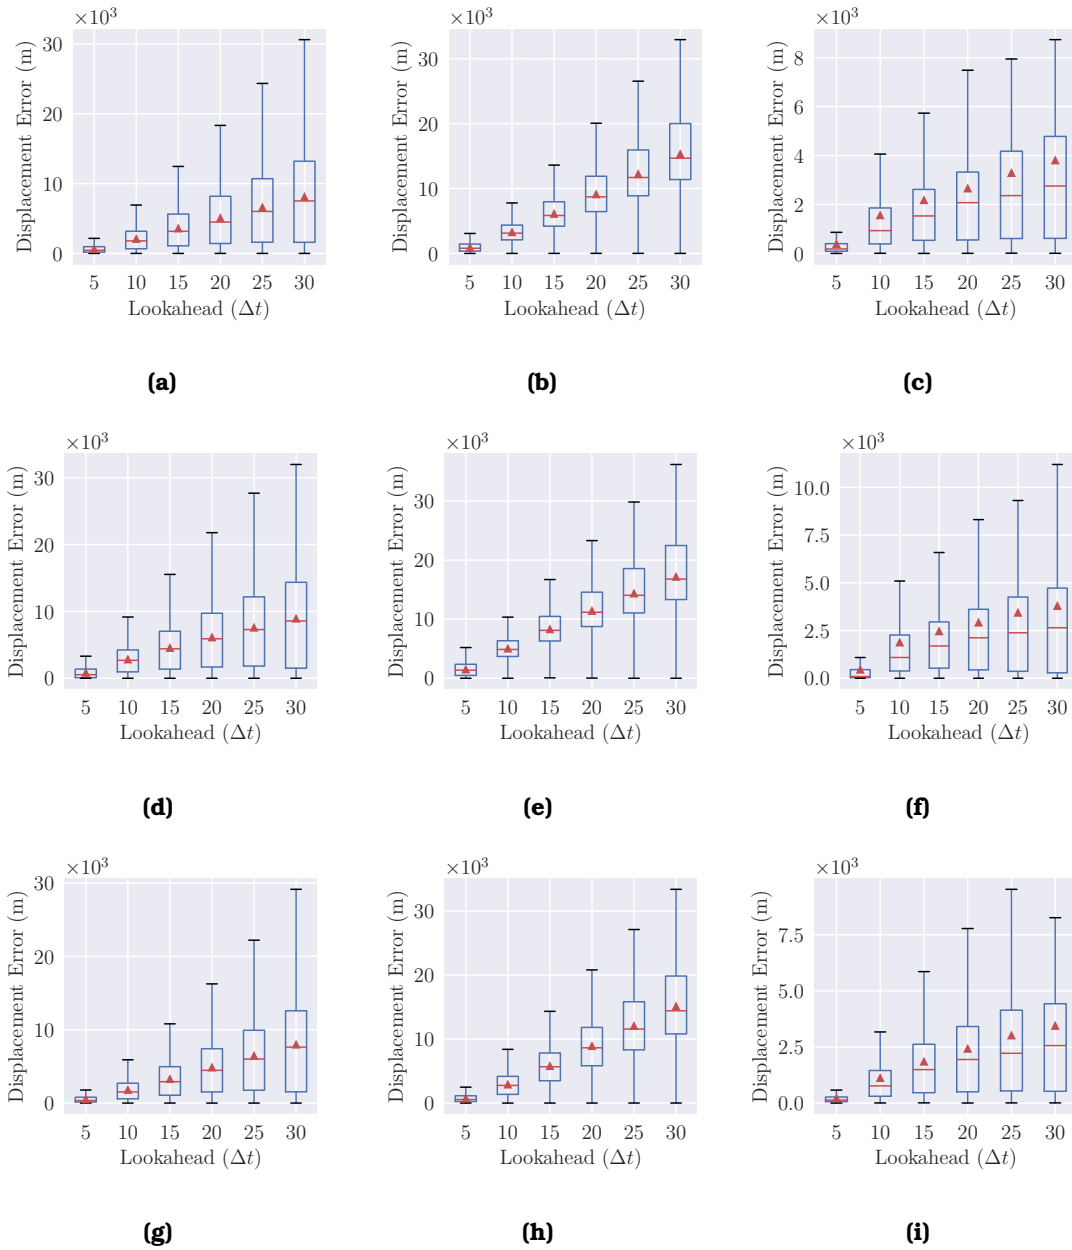 ×10³ ×10³ ×10³
Displacement Error (m) Displacement Error (m) Displacement Error (m)
30 30 8
20 20 6
10 10 4
0 0 2
0
5 10 15 20 25 30 5 10 15 20 25 30 5 10 15 20 25 30
Lookahead (Δt) Lookahead (Δt) Lookahead (Δt)
(a) (b) (c)
×10³ ×10³ ×10³
Displacement Error (m) Displacement Error (m) Displacement Error (m)
30 30 10.0
20 20 7.5
10 10 5.0
0 0 2.5
0.0
5 10 15 20 25 30 5 10 15 20 25 30 5 10 15 20 25 30
Lookahead (Δt) Lookahead (Δt) Lookahead (Δt)
(d) (e) (f)
×10³ ×10³ ×10³
Displacement Error (m) Displacement Error (m) Displacement Error (m)
30 30 7.5
20 20 5.0
10 10 2.5
0 0 0.0
5 10 15 20 25 30 5 10 15 20 25 30 5 10 15 20 25 30
Lookahead (Δt) Lookahead (Δt) Lookahead (Δt)
(g) (h) (i)